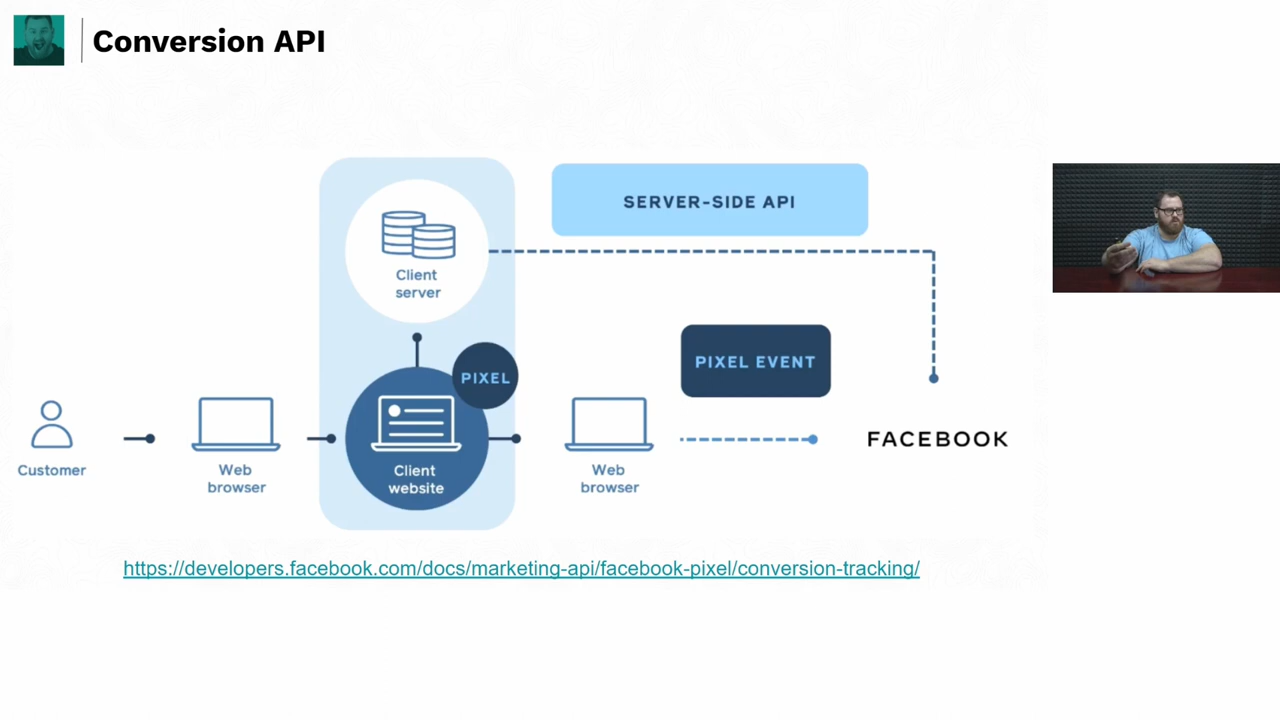 Conversion API
SERVER-SIDE API
Client
server
PIXEL EVENT
PIXEL
FACEBOOK
Customer
Web
browser
Client
website
Web
browser
https://developers.facebook.com/docs/marketing-api/facebook-pixel/conversion-tracking/